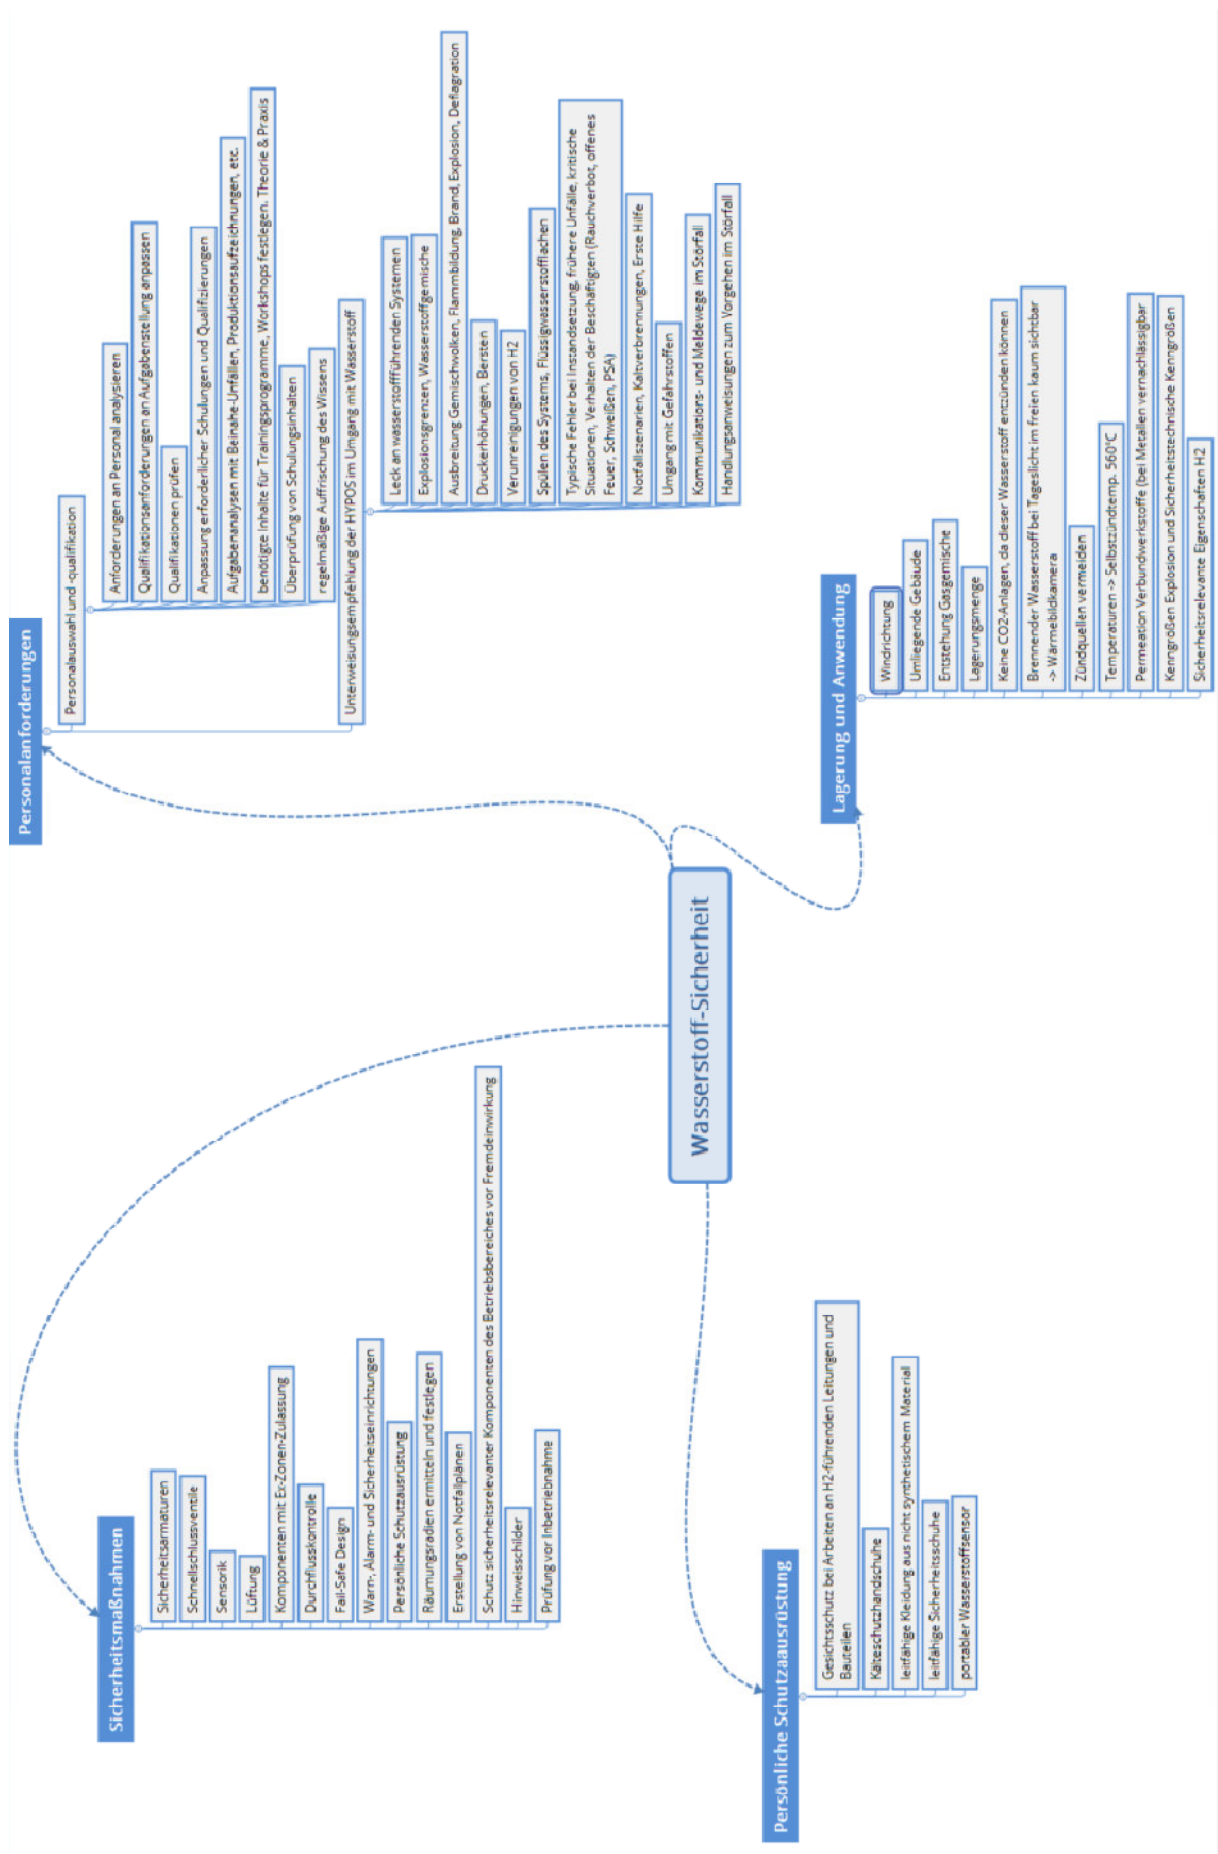 Wasserstoff-Sicherheit
Sicherheitsmaßnahmen
Sicherheitsarmaturen
Schnellschlussventile
Sensorik
Lüftung
Komponenten mit Ex-Zonen-Zulassung
Durchflusskontrolle
Fail-Safe Design
Warn-, Alarm- und Sicherheitseinrichtungen
Persönliche Schutzausrüstung
Räumungsradien ermitteln und festlegen
Erstellung von Notfallplänen
Schutz sicherheitsrelevanter Komponenten des Betriebsbereiches vor Fremdeinwirkung
Hinweisschilder
Prüfung vor Inbetriebnahme
Personalanforderungen
Personalauswahl und -qualifikation
Anforderungen an Personal analysieren
Qualifikationsanforderungen an Aufgabenstellung anpassen
Qualifikationen prüfen
Anpassung erforderlicher Schulungen und Qualifizierungen
Aufgabenanalysen mit Beinahe-Unfällen, Produktionsaufzeichnungen, etc.
benötigte Inhalte für Trainingsprogramme, Workshops festlegen. Theorie & Praxis
Überprüfung von Schulungsinhalten
regelmäßige Auffrischung des Wissens
Unterweisungsempfehlung der HYPOS im Umgang mit Wasserstoff
Leck an wasserstoffführenden Systemen
Explosionsgrenzen, Wasserstoffgemische
Ausbreitung Gemischwolken, Flammbildung, Brand, Explosion, Deflagration
Druckerhöhungen, Bersten
Verunreinigungen von H2
Spülen des Systems, Flüssigwasserstofflachen
Typische Fehler bei Instandsetzung, frühere Unfälle, kritische
Situationen, Verhalten der Beschäftigten (Rauchverbot, offenes
Feuer, Schweißen, PSA)
Notfallszenarien, Kaltverbrennungen, Erste Hilfe
Umgang mit Gefahrstoffen
Kommunikations- und Meldewege im Störfall
Handlungsanweisungen zum Vorgehen im Störfall
Persönliche Schutzaausrüstung
Gesichtsschutz bei Arbeiten an H2-führenden Leitungen und
Bauteilen
Kälteschutzhandschuhe
leitfähige Kleidung aus nicht synthetischem Material
leitfähige Sicherheitsschuhe
portabler Wasserstoffsensor
Lagerung und Anwendung
Windrichtung
Umliegende Gebäude
Entstehung Gasgemische
Lagerungsmenge
Keine CO2-Anlagen, da dieser Wasserstoff entzünden können
Brennender Wasserstoff bei Tageslicht im freien kaum sichtbar
-> Wärmebildkamera
Zündquellen vermeiden
Temperaturen -> Selbstzündtemp. 560°C
Permeation Verbundwerkstoffe (bei Metallen vernachlässigbar
Kenngrößen Explosion und Sicherheitstechnische Kenngrößen
Sicherheitsrelevante Eigenschaften H2